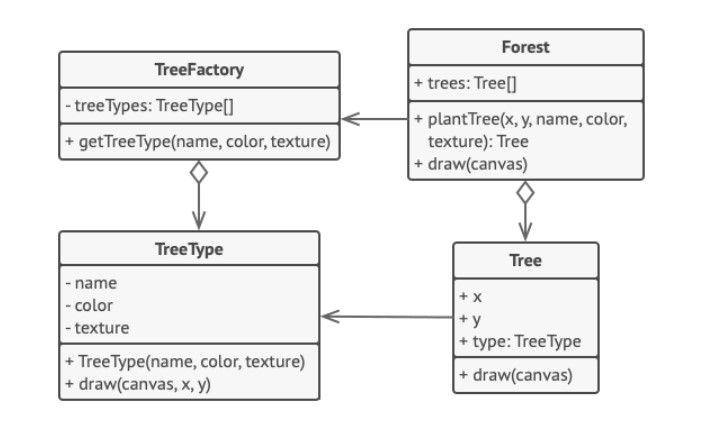 TreeFactory
- treeTypes: TreeType[]
+ getTreeType(name, color, texture)
Forest
+ trees: Tree[]
+ plantTree(x, y, name, color,
texture): Tree
+ draw(canvas)
TreeType
- name
- color
- texture
+ TreeType(name, color, texture)
+ draw(canvas, x, y)
Tree
+ x
+ y
+ type: TreeType
+ draw(canvas)